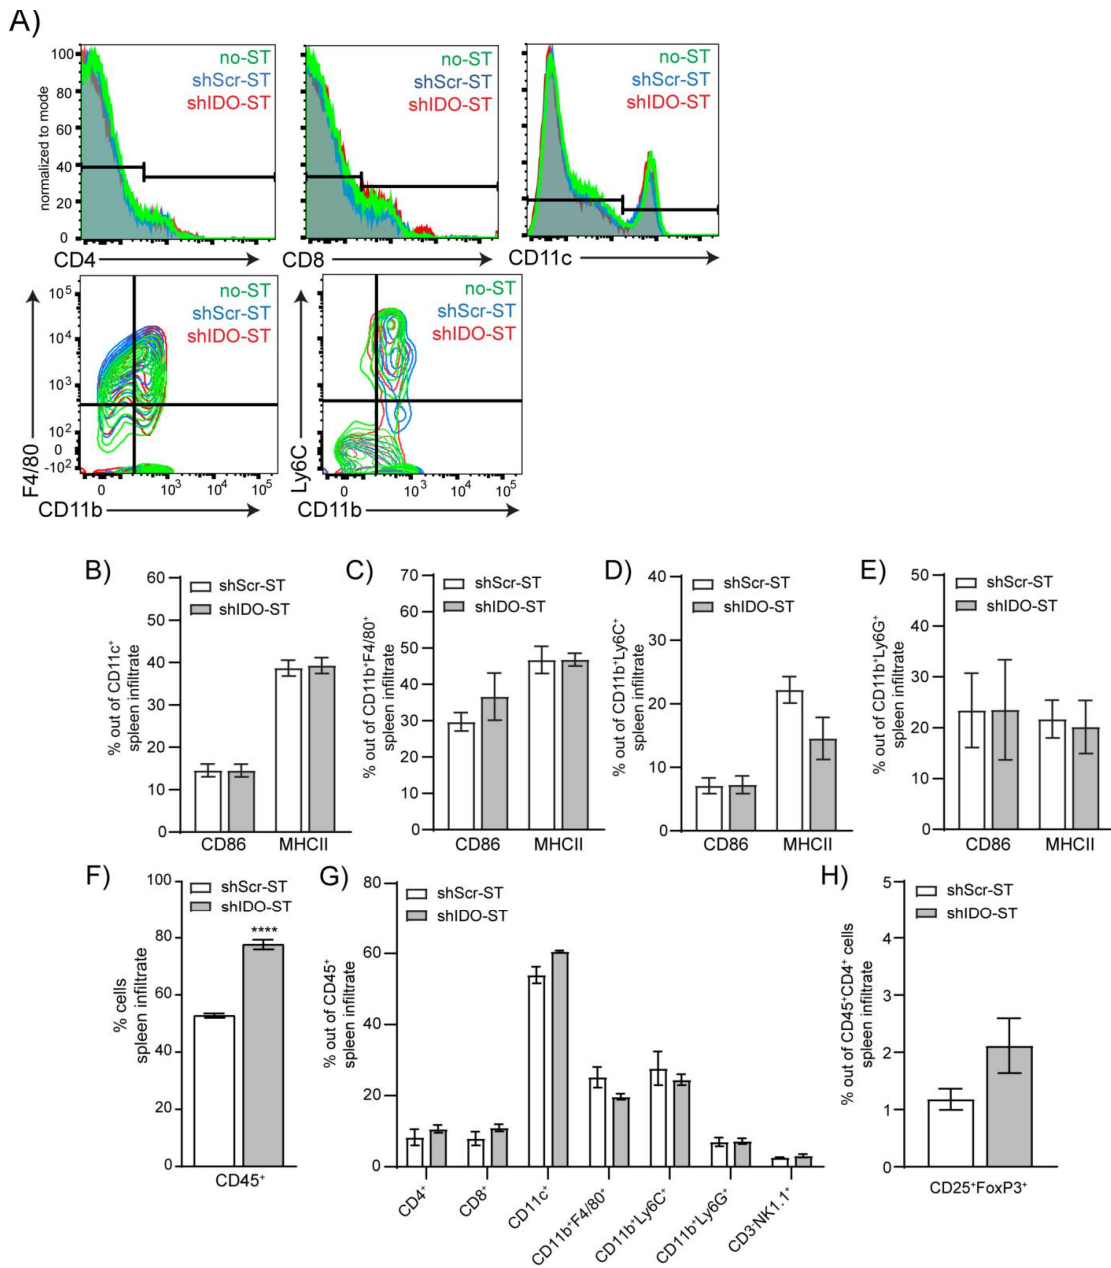 A)
no-ST
shScr-ST
shIDO-ST
no-ST
shScr-ST
shIDO-ST
no-ST
shScr-ST
shIDO-ST
normalized to mode
100
80
60
40
20
0
CD4
CD8
CD11c
no-ST
shScr-ST
shIDO-ST
no-ST
shScr-ST
shIDO-ST
F4/80
10⁵
10⁴
10³
10²
0
-10²
0 10³ 10⁴ 10⁵
CD11b
Ly6C
0 10³ 10⁴ 10⁵
CD11b
B)
% out of CD11c⁺
spleen infiltrate
60
50
40
30
20
10
0
shScr-ST
shIDO-ST
CD86 MHCII
C)
% out of CD11b⁺F4/80⁺
spleen infiltrate
70
60
50
40
30
20
10
0
shScr-ST
shIDO-ST
CD86 MHCII
D)
% out of CD11b⁺Ly6C⁺
spleen infiltrate
40
30
20
10
0
shScr-ST
shIDO-ST
CD86 MHCII
E)
% out of CD11b⁺Ly6G⁺
spleen infiltrate
50
40
30
20
10
0
shScr-ST
shIDO-ST
CD86 MHCII
F)
% cells
spleen infiltrate
100
80
60
40
20
0
shScr-ST
shIDO-ST
****
CD45⁺
G)
% out of CD45⁺
spleen infiltrate
80
60
40
20
0
shScr-ST
shIDO-ST
CD4⁺
CD8⁺
CD11c⁺
CD11b⁺F4/80⁺
CD11b⁺Ly6C⁺
CD11b⁺Ly6G⁺
CD3⁻NK1.1⁺
H)
% out of CD45⁺CD4⁺ cells
spleen infiltrate
5
4
3
2
1
0
shScr-ST
shIDO-ST
CD25⁺FoxP3⁺